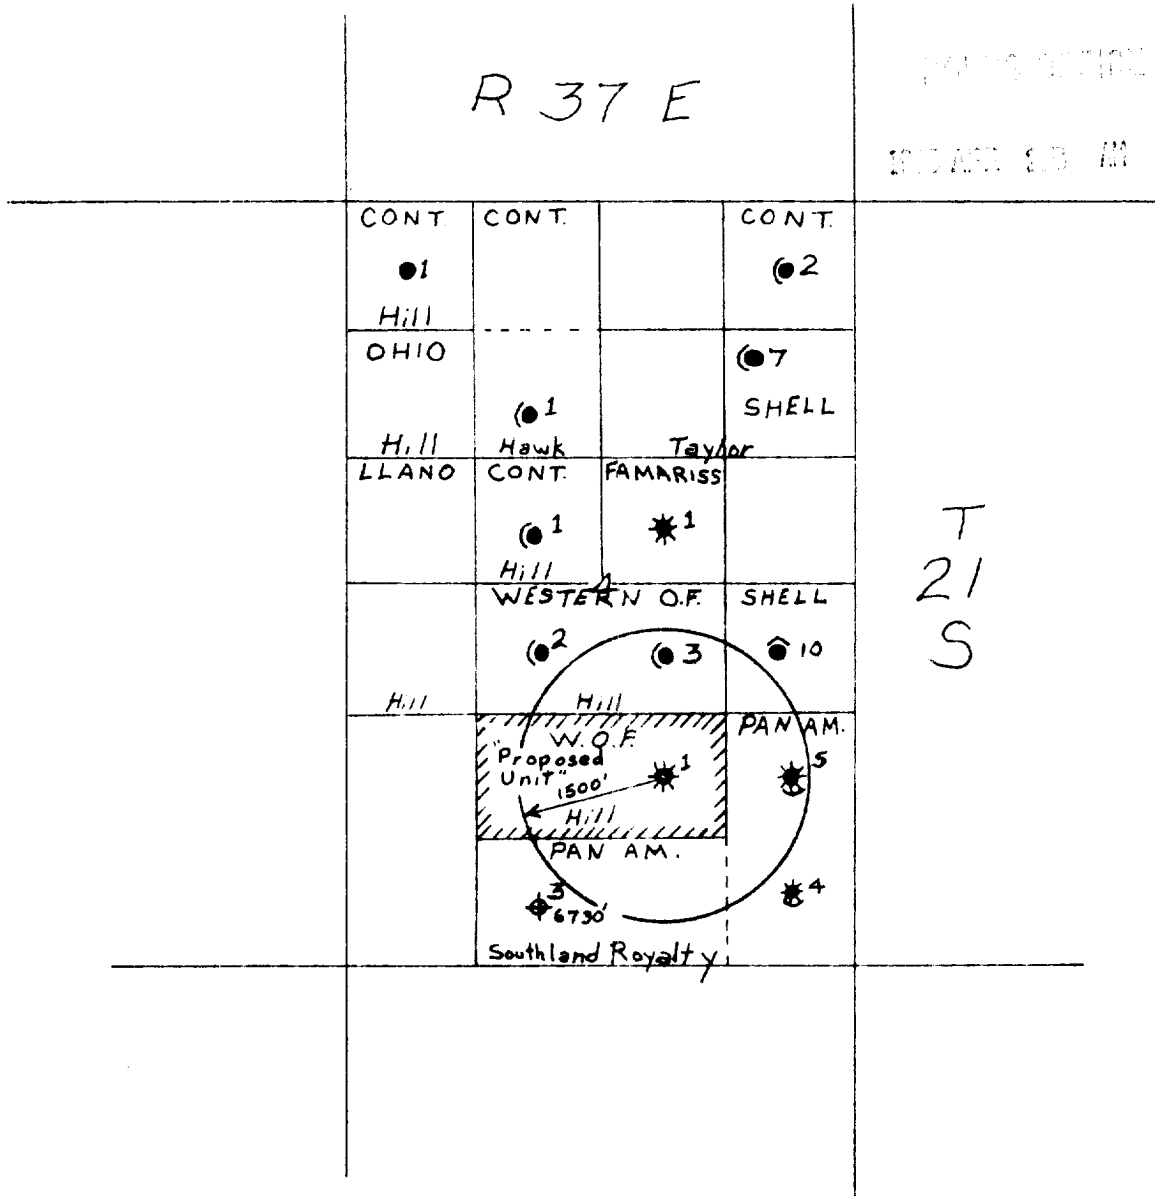 R 37 E
CONT. CONT. CONT.
1 2
Hill
OHIO
7
SHELL
1
Hill Hawk Taylor
LLANO CONT. FAMARISS
1 1
Hill
WESTERN O.F. SHELL
2 3 10
Hill Hill
PAN AM.
W.O.F.
"Proposed
Unit"
1 5
1500'
Hill
PAN AM.
3 4
6730'
Southland Royalty
T
21
S